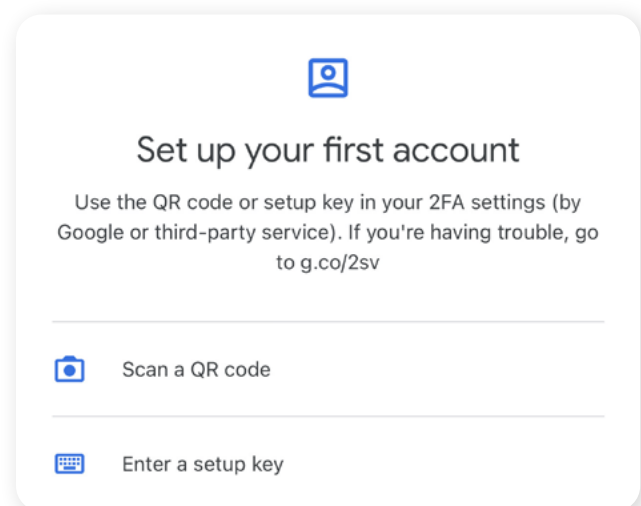 Set up your first account
Use the QR code or setup key in your 2FA settings (by
Google or third-party service). If you're having trouble, go
to g.co/2sv
Scan a QR code
Enter a setup key